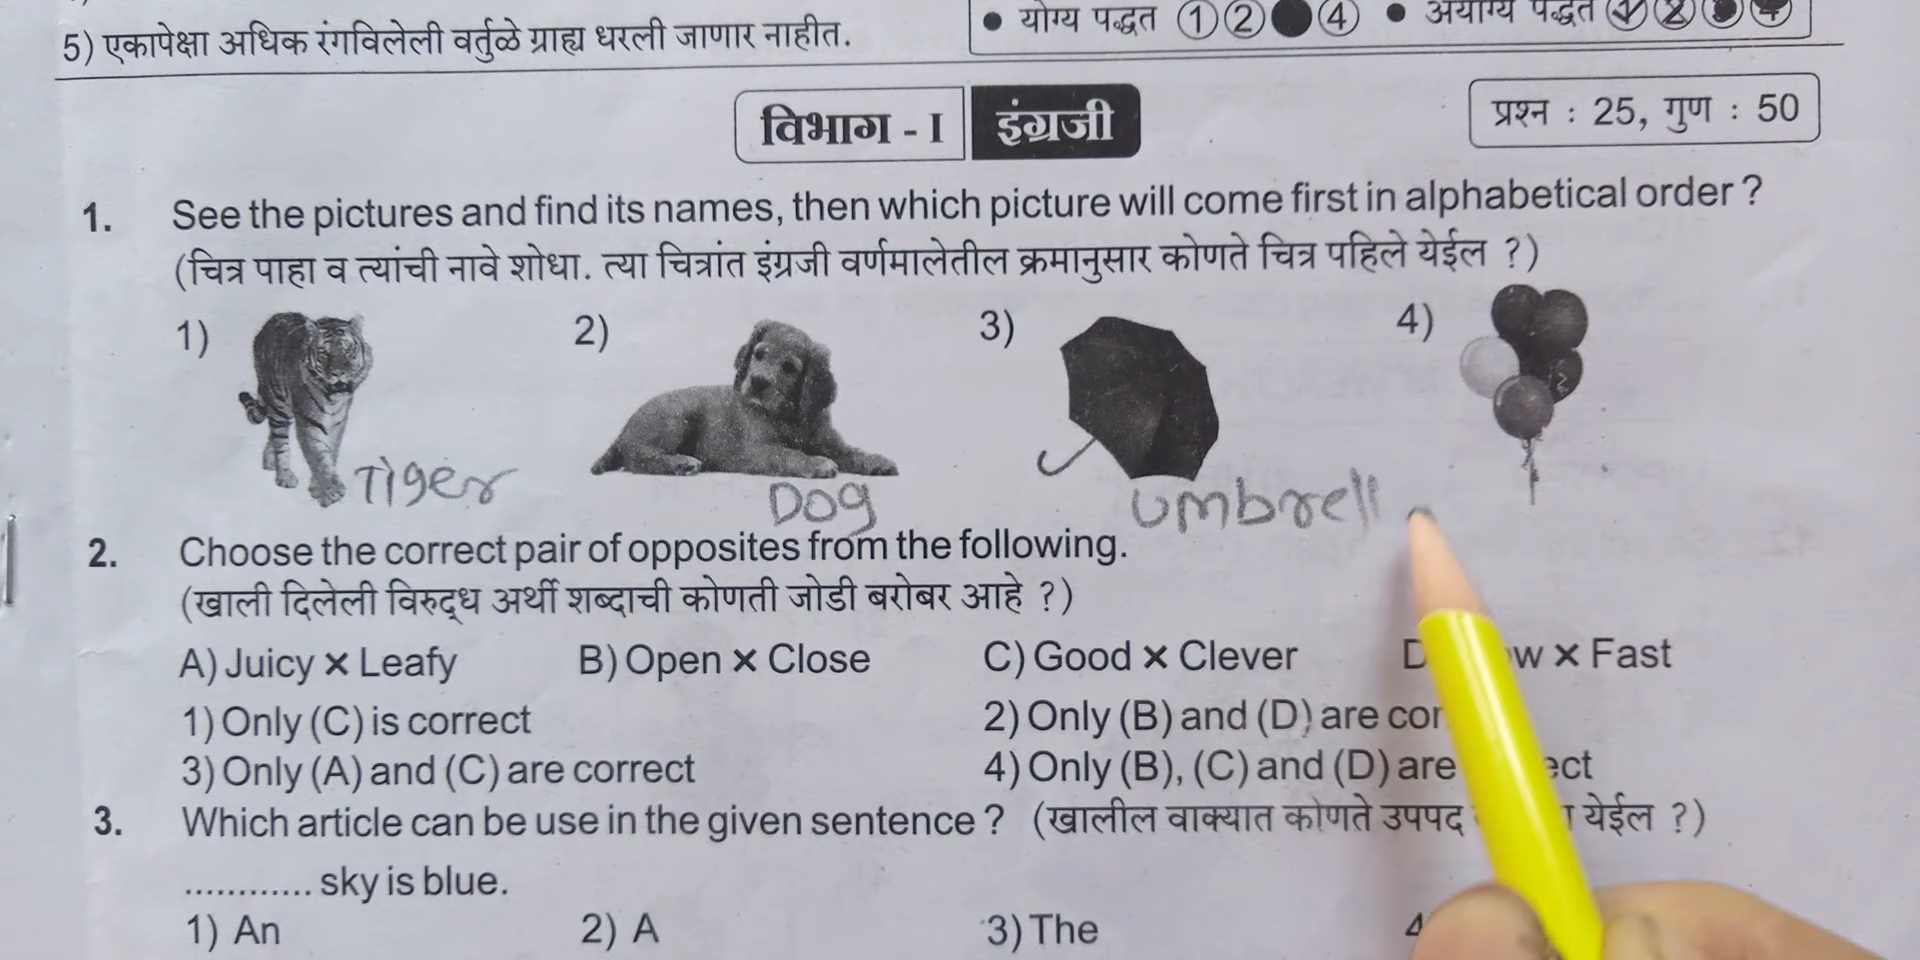 5) एकापेक्षा अधिक रंगविलेली वर्तुळे ग्राह्य धरली जाणार नाहीत.
• योग्य पद्धत 1 2 4 • अयोग्य पद्धत 1 2 4
विभाग - I इंग्रजी
प्रश्न : 25, गुण : 50
1. See the pictures and find its names, then which picture will come first in alphabetical order ?
(चित्र पाहा व त्यांची नावे शोधा. त्या चित्रांत इंग्रजी वर्णमालेतील क्रमानुसार कोणते चित्र पहिले येईल ?)
1) 2) 3) 4)
Tiger Dog Umbrell
2. Choose the correct pair of opposites from the following.
(खाली दिलेली विरुद्ध अर्थी शब्दाची कोणती जोडी बरोबर आहे ?)
A) Juicy × Leafy B) Open × Close C) Good × Clever × Fast
1) Only (C) is correct 2) Only (B) and (D) are
3) Only (A) and (C) are correct 4) Only (B), (C) and (D) are
3. Which article can be use in the given sentence ? (खालील वाक्यात कोणते उपपद येईल ?)
............ sky is blue.
1) An 2) A 3) The